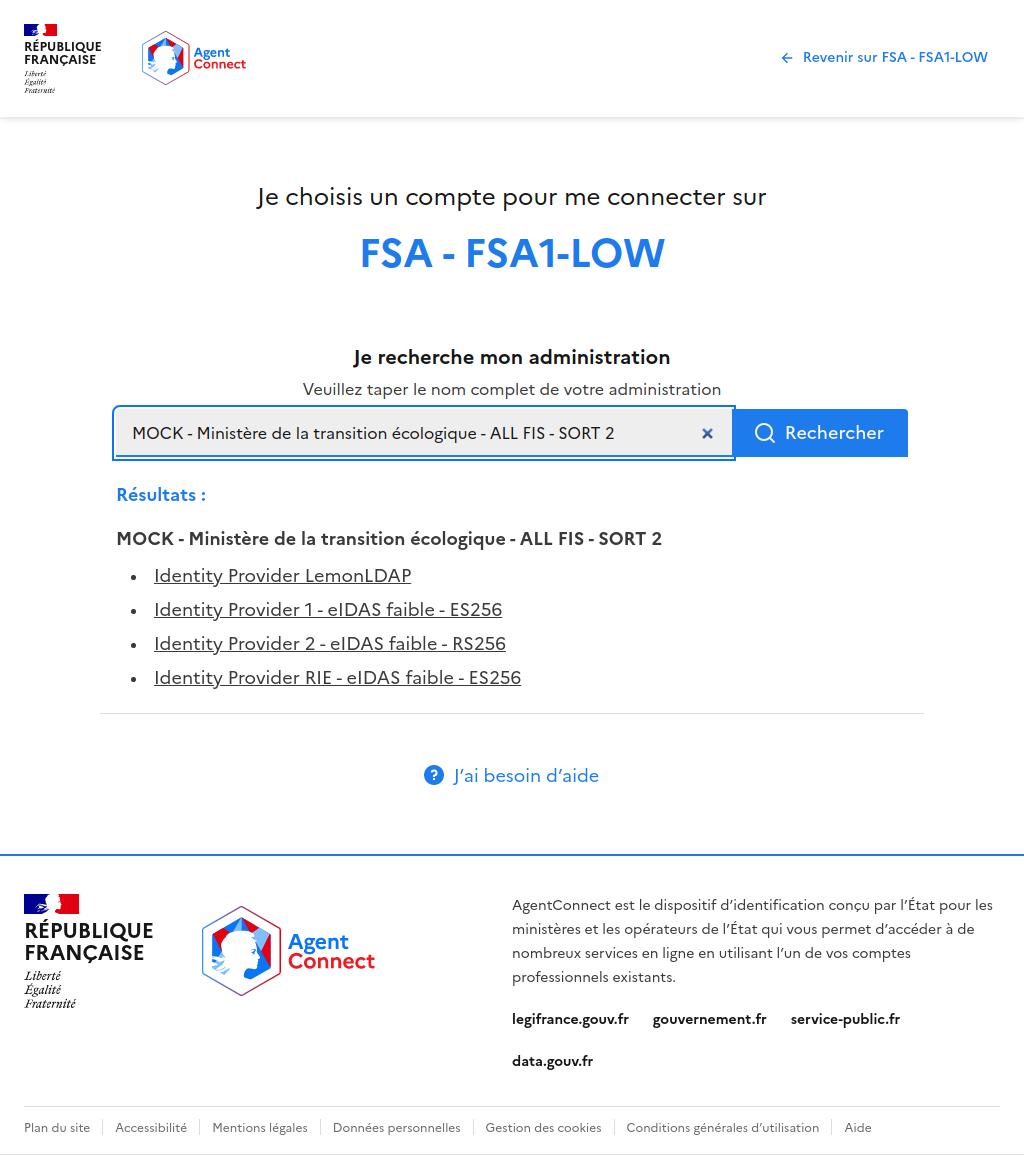 RÉPUBLIQUE
FRANÇAISE
Liberté
Égalité
Fraternité
Agent
Connect
Revenir sur FSA - FSA1-LOW
Je choisis un compte pour me connecter sur
FSA - FSA1-LOW
Je recherche mon administration
Veuillez taper le nom complet de votre administration
MOCK - Ministère de la transition écologique - ALL FIS - SORT 2
Rechercher
Résultats :
MOCK - Ministère de la transition écologique - ALL FIS - SORT 2
Identity Provider LemonLDAP
Identity Provider 1 - eIDAS faible - ES256
Identity Provider 2 - eIDAS faible - RS256
Identity Provider RIE - eIDAS faible - ES256
J’ai besoin d’aide
RÉPUBLIQUE
FRANÇAISE
Liberté
Égalité
Fraternité
Agent
Connect
AgentConnect est le dispositif d’identification conçu par l’État pour les
ministères et les opérateurs de l’État qui vous permet d’accéder à de
nombreux services en ligne en utilisant l’un de vos comptes
professionnels existants.
legifrance.gouv.fr gouvernement.fr service-public.fr
data.gouv.fr
Plan du site Accessibilité Mentions légales Données personnelles Gestion des cookies Conditions générales d’utilisation Aide